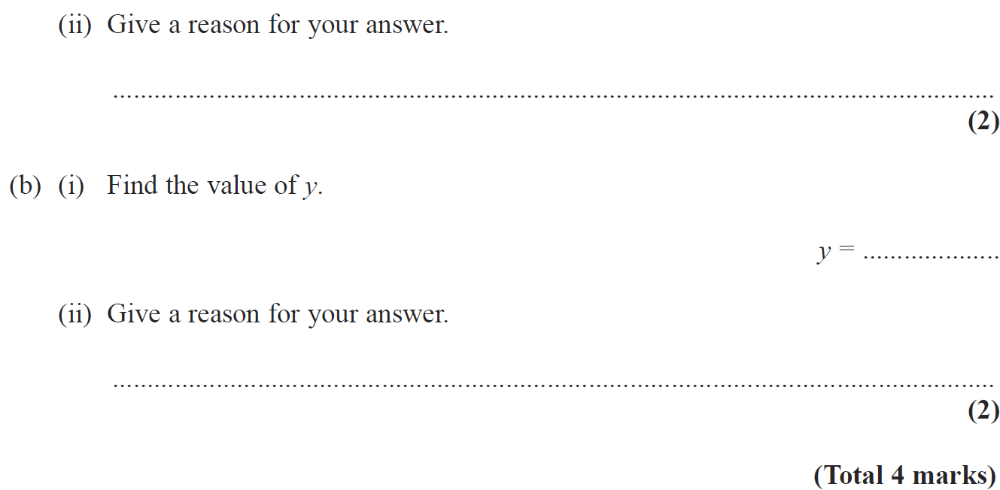 (ii) Give a reason for your answer.
........................................................................................................................................
(2)
(b) (i) Find the value of y.
y = ....................
(ii) Give a reason for your answer.
........................................................................................................................................
(2)
(Total 4 marks)